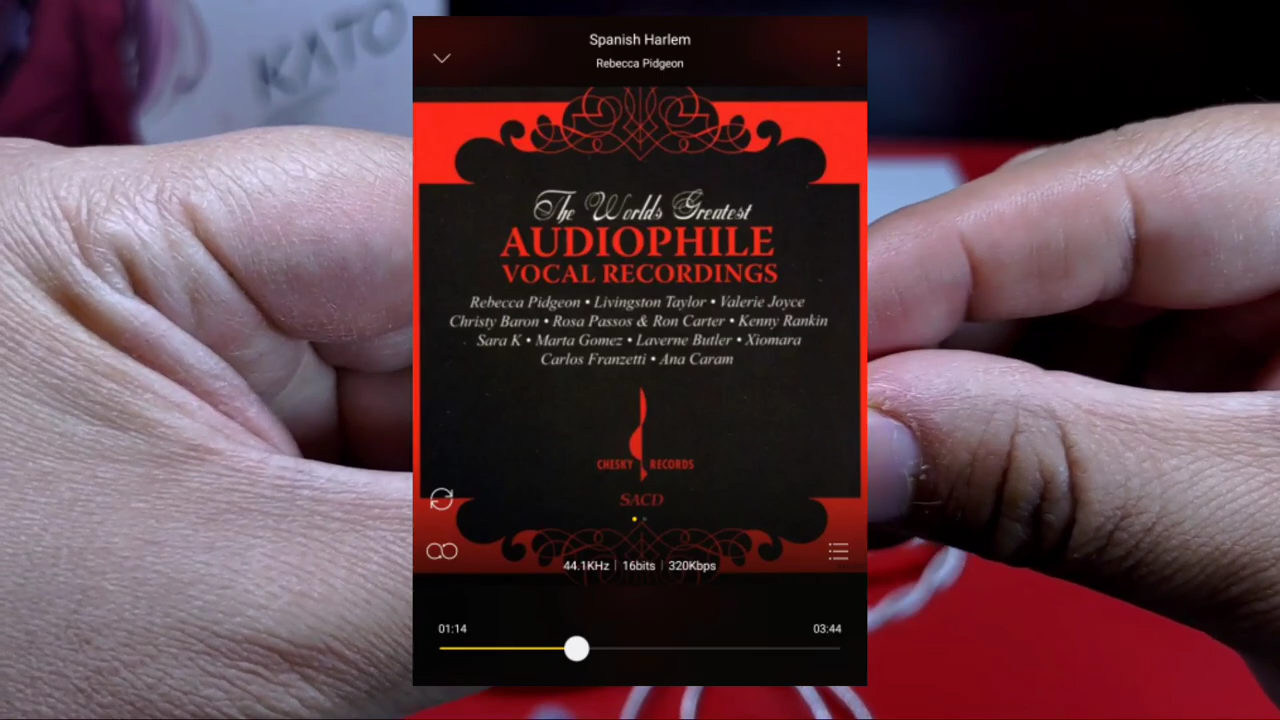 KATO
Spanish Harlem
Rebecca Pidgeon
The Worlds Greatest
AUDIOPHILE
VOCAL RECORDINGS
Rebecca Pidgeon • Livingston Taylor • Valerie Joyce
Christy Baron • Rosa Passos & Ron Carter • Kenny Rankin
Sara K • Marta Gomez • Laverne Butler • Xiomara
Carlos Franzetti • Ana Caram
CHESKY RECORDS
SACD
44.1KHz | 16bits | 320Kbps
01:14 03:44